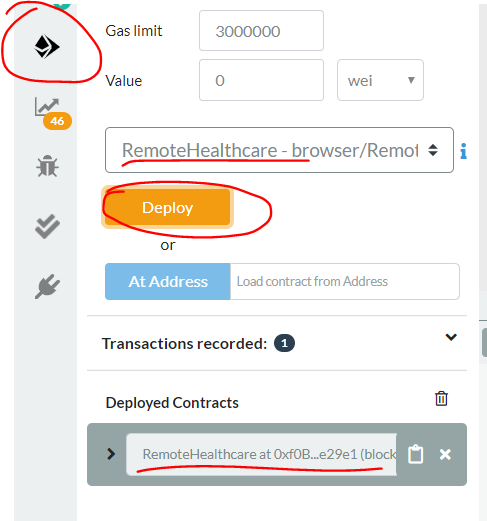 Gas limit 3000000
Value 0 wei
46
RemoteHealthcare - browser/Remot
Deploy
or
At Address Load contract from Address
Transactions recorded: 1
Deployed Contracts
RemoteHealthcare at 0xf0B...e29e1 (block